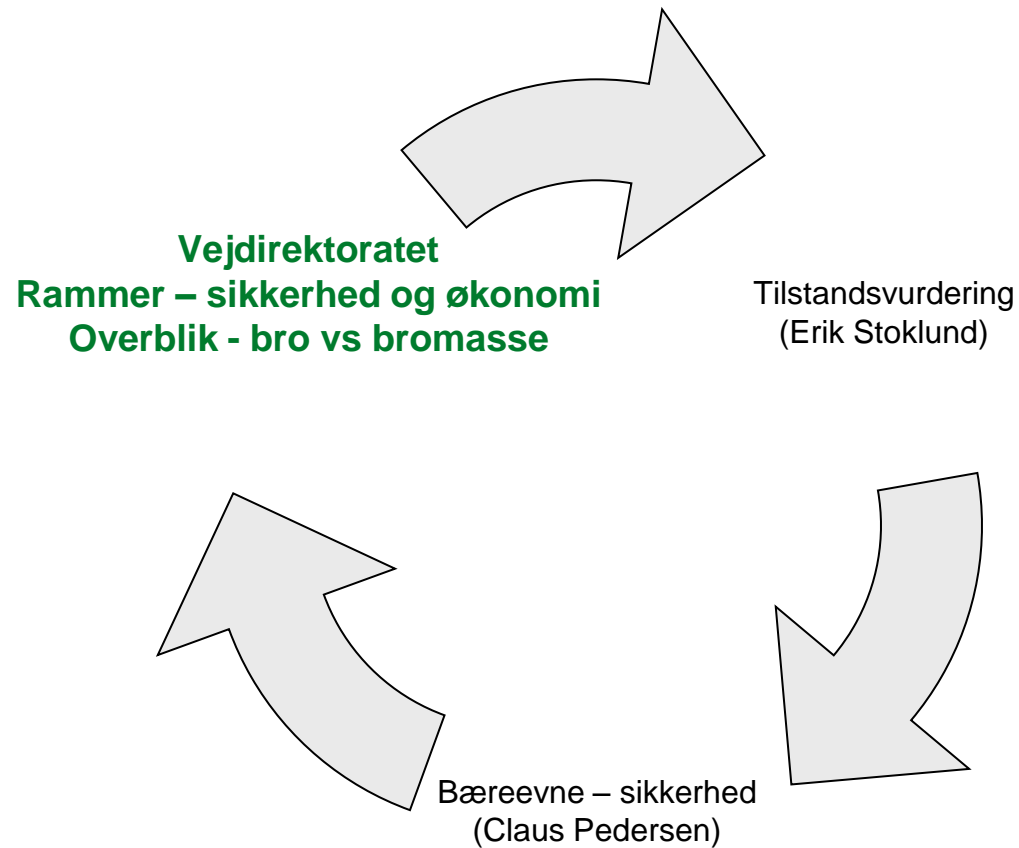 Vejdirektoratet
Rammer – sikkerhed og økonomi
Overblik - bro vs bromasse
Tilstandsvurdering
(Erik Stoklund)
Bæreevne – sikkerhed
(Claus Pedersen)